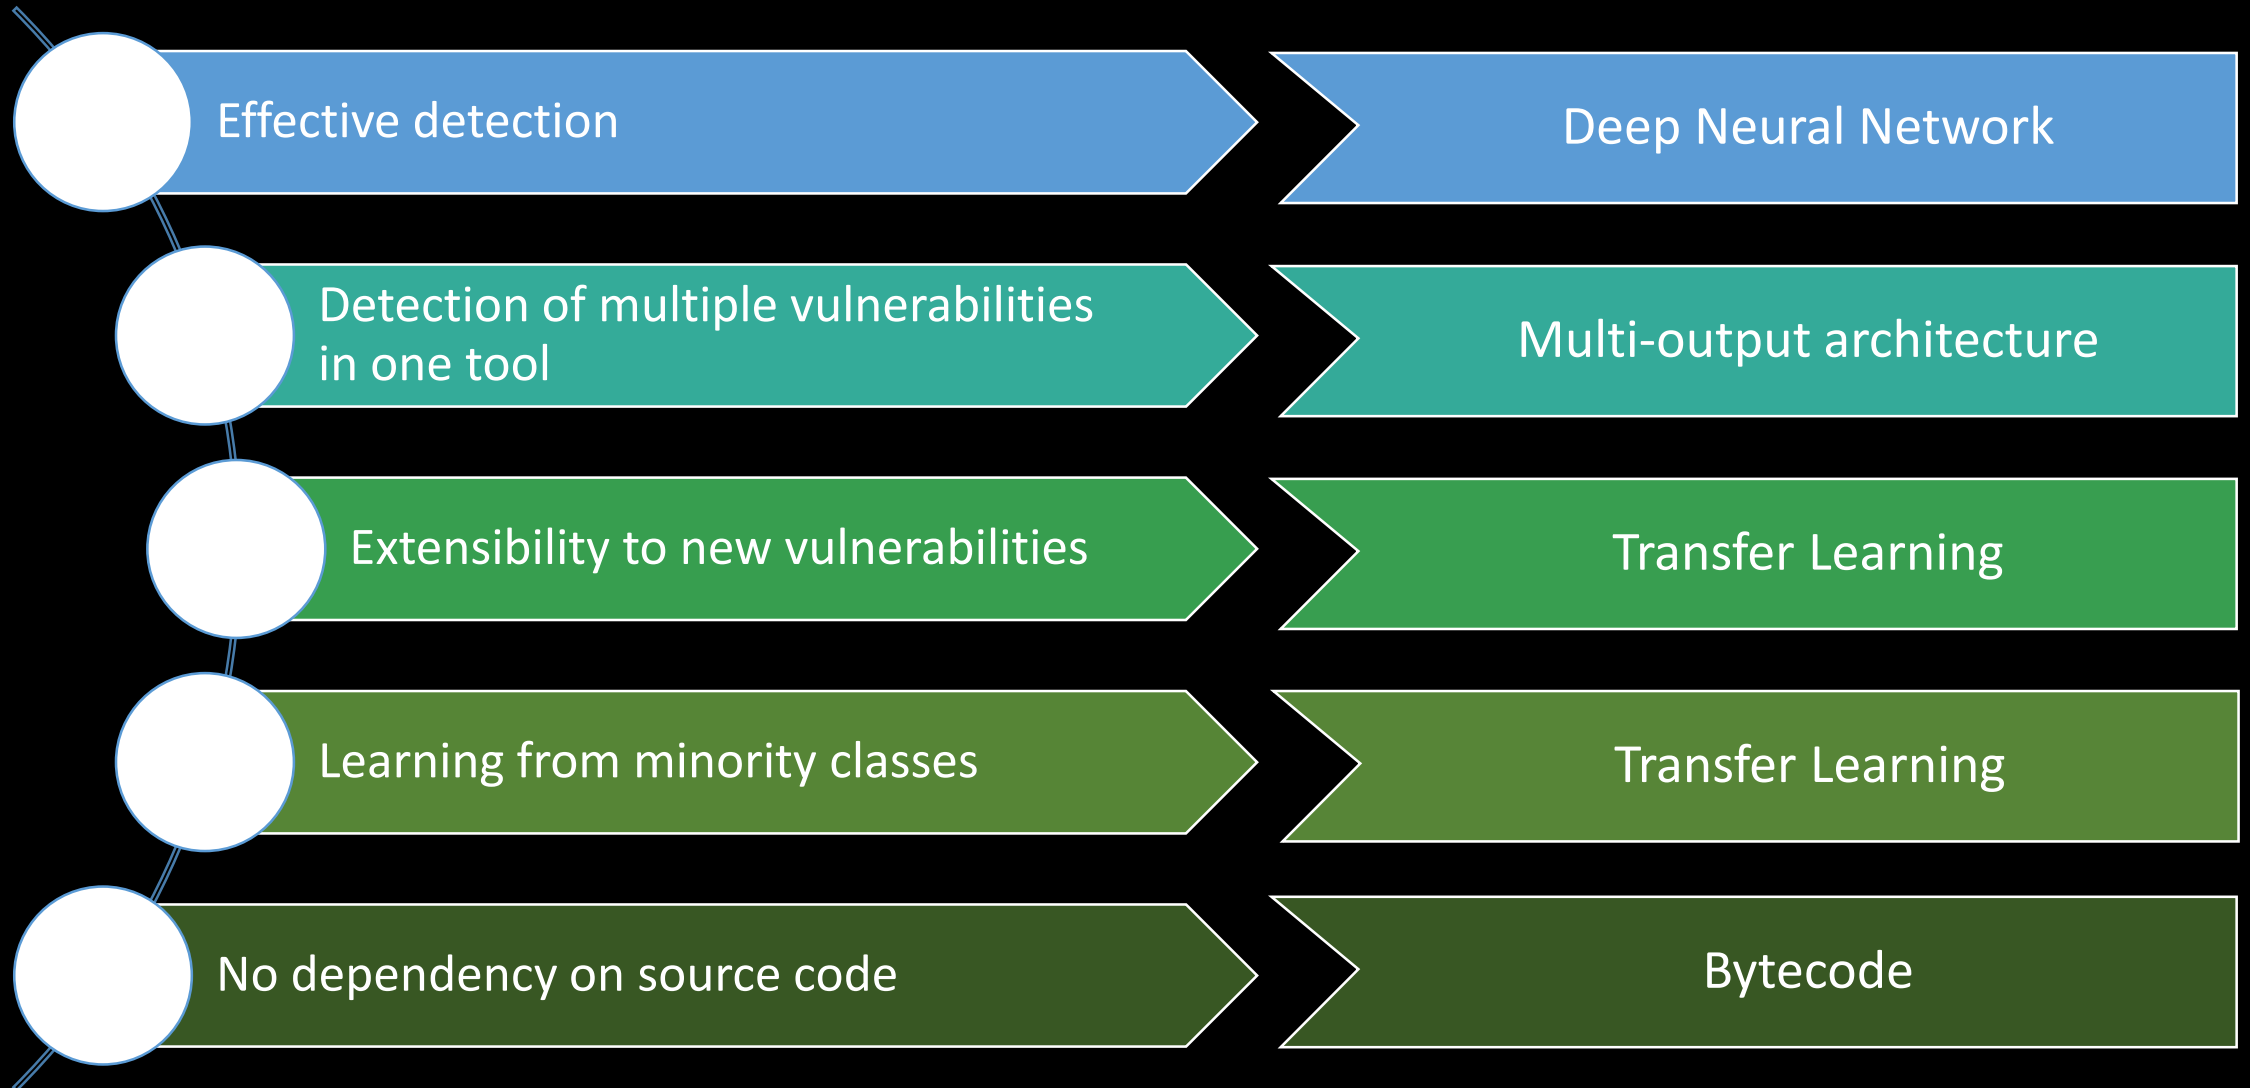 Effective detection
Deep Neural Network
Detection of multiple vulnerabilities
in one tool
Multi-output architecture
Extensibility to new vulnerabilities
Transfer Learning
Learning from minority classes
Transfer Learning
No dependency on source code
Bytecode